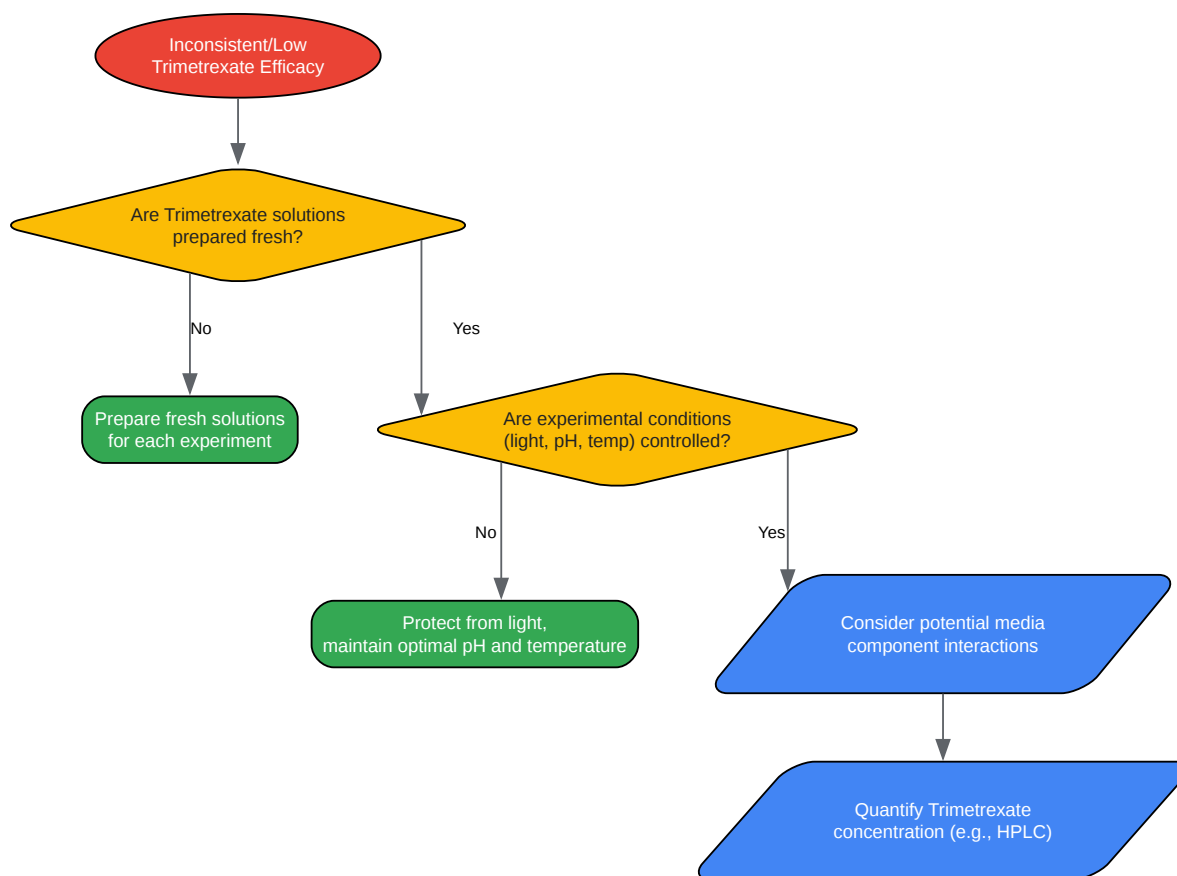 Inconsistent/Low
Trimetrexate Efficacy
Are Trimetrexate solutions
prepared fresh?
No
Yes
Prepare fresh solutions
for each experiment
Are experimental conditions
(light, pH, temp) controlled?
No
Yes
Protect from light,
maintain optimal pH and temperature
Consider potential media
component interactions
Quantify Trimetrexate
concentration (e.g., HPLC)